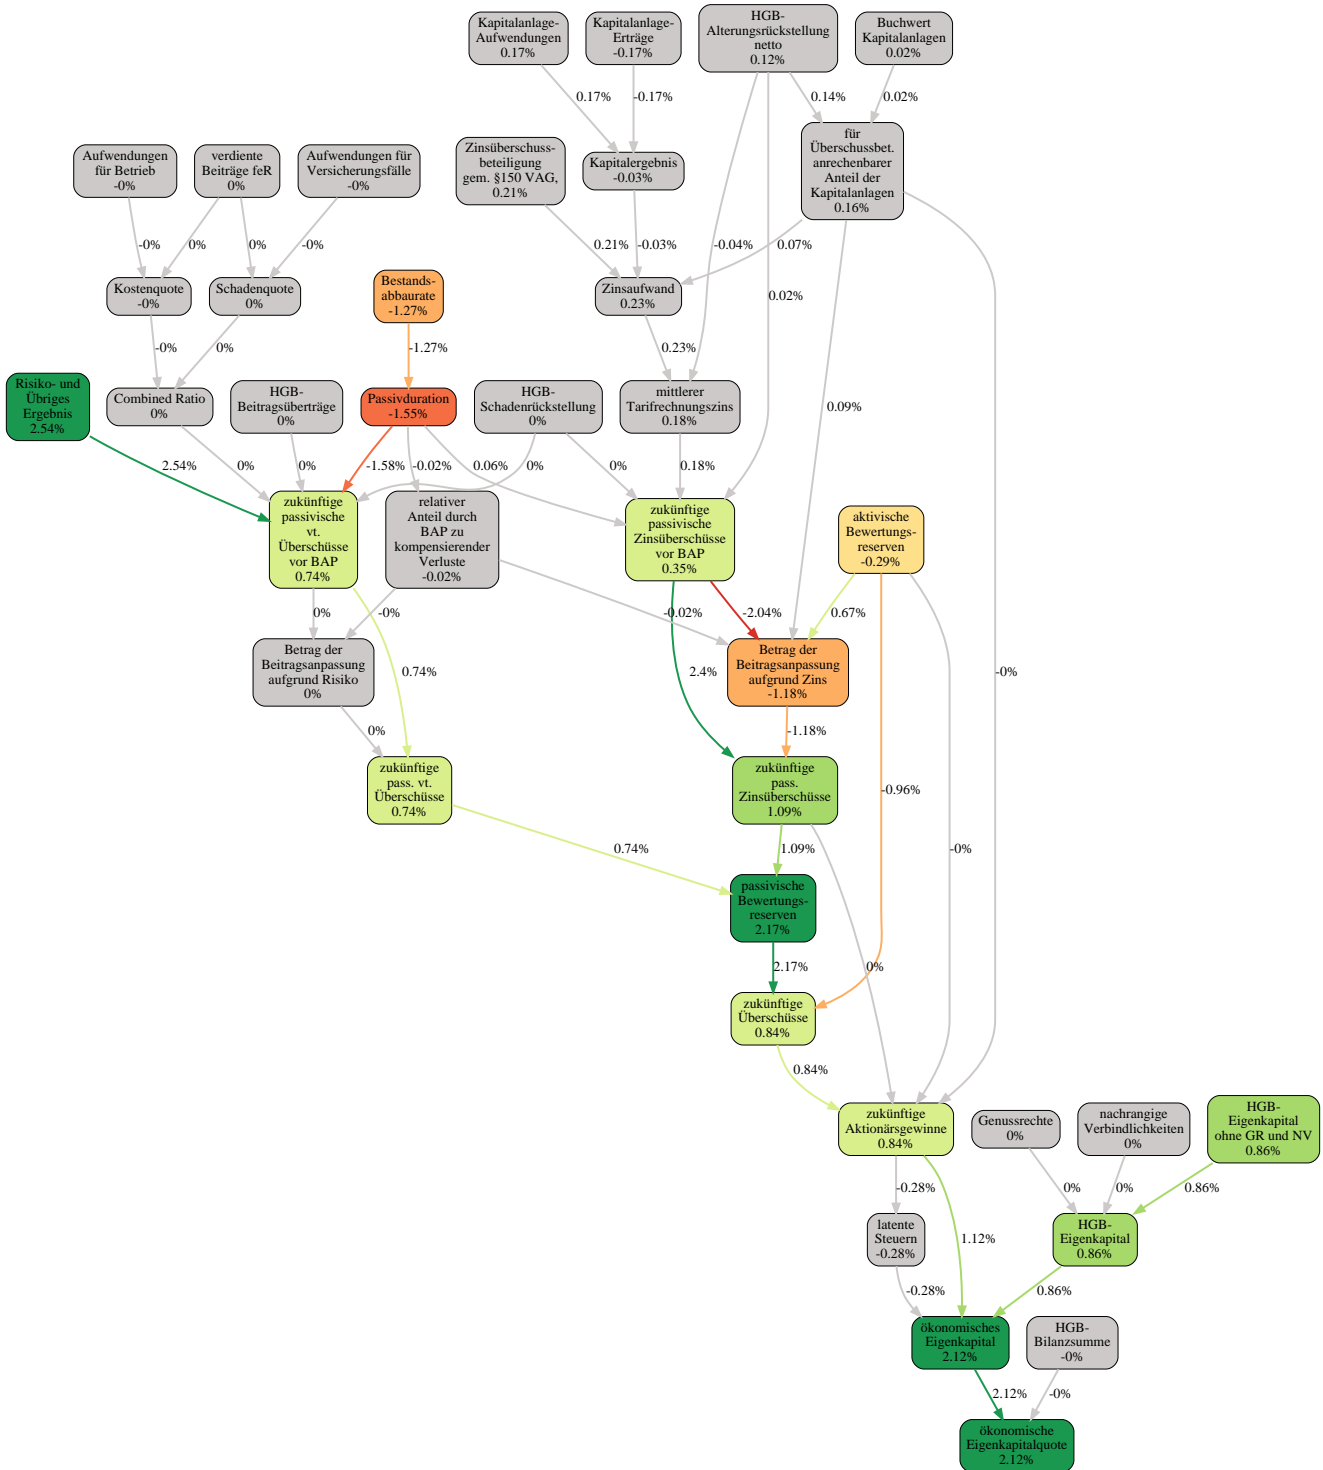 Kapitalanlage-
Aufwendungen
0.17%
Kapitalanlage-
Erträge
-0.17%
HGB-
Alterungsrückstellung
netto
0.12%
Buchwert
Kapitalanlagen
0.02%
0.17%
-0.17%
0.14%
0.02%
Aufwendungen
für Betrieb
-0%
verdiente
Beiträge feR
0%
Aufwendungen für
Versicherungsfälle
-0%
Zinsüberschuss-
beteiligung
gem. §150 VAG,
0.21%
Kapitalergebnis
-0.03%
für
Überschussbet.
anrechenbarer
Anteil der
Kapitalanlagen
0.16%
-0%
0%
0%
-0%
0.21%
-0.03%
-0.04%
0.07%
Kostenquote
-0%
Schadenquote
0%
Bestands-
abbaurate
-1.27%
Zinsaufwand
0.23%
0.02%
-0%
0%
-1.27%
0.23%
Risiko- und
Übriges
Ergebnis
2.54%
Combined Ratio
0%
HGB-
Beitragsüberträge
0%
Passivduration
-1.55%
HGB-
Schadenrückstellung
0%
mittlerer
Tarifrechnungszins
0.18%
0.09%
2.54%
0%
0%
-1.58%
-0.02%
0.06%
0%
0%
0.18%
zukünftige
passivische
vt.
Überschüsse
vor BAP
0.74%
relativer
Anteil durch
BAP zu
kompensierender
Verluste
-0.02%
zukünftige
passivische
Zinsüberschüsse
vor BAP
0.35%
aktivische
Bewertungs-
reserven
-0.29%
0%
-0%
-0.02%
-2.04%
0.67%
Betrag der
Beitragsanpassung
aufgrund Risiko
0%
0.74%
2.4%
Betrag der
Beitragsanpassung
aufgrund Zins
-1.18%
-0%
0%
-1.18%
zukünftige
pass. vt.
Überschüsse
0.74%
zukünftige
pass.
Zinsüberschüsse
1.09%
-0.96%
0.74%
1.09%
-0%
passivische
Bewertungs-
reserven
2.17%
2.17%
0%
zukünftige
Überschüsse
0.84%
0.84%
zukünftige
Aktionärsgewinne
0.84%
Genussrechte
0%
nachrangige
Verbindlichkeiten
0%
HGB-
Eigenkapital
ohne GR und NV
0.86%
-0.28%
0%
0%
0.86%
latente
Steuern
-0.28%
1.12%
HGB-
Eigenkapital
0.86%
-0.28%
0.86%
ökonomisches
Eigenkapital
2.12%
HGB-
Bilanzsumme
-0%
2.12%
-0%
ökonomische
Eigenkapitalquote
2.12%